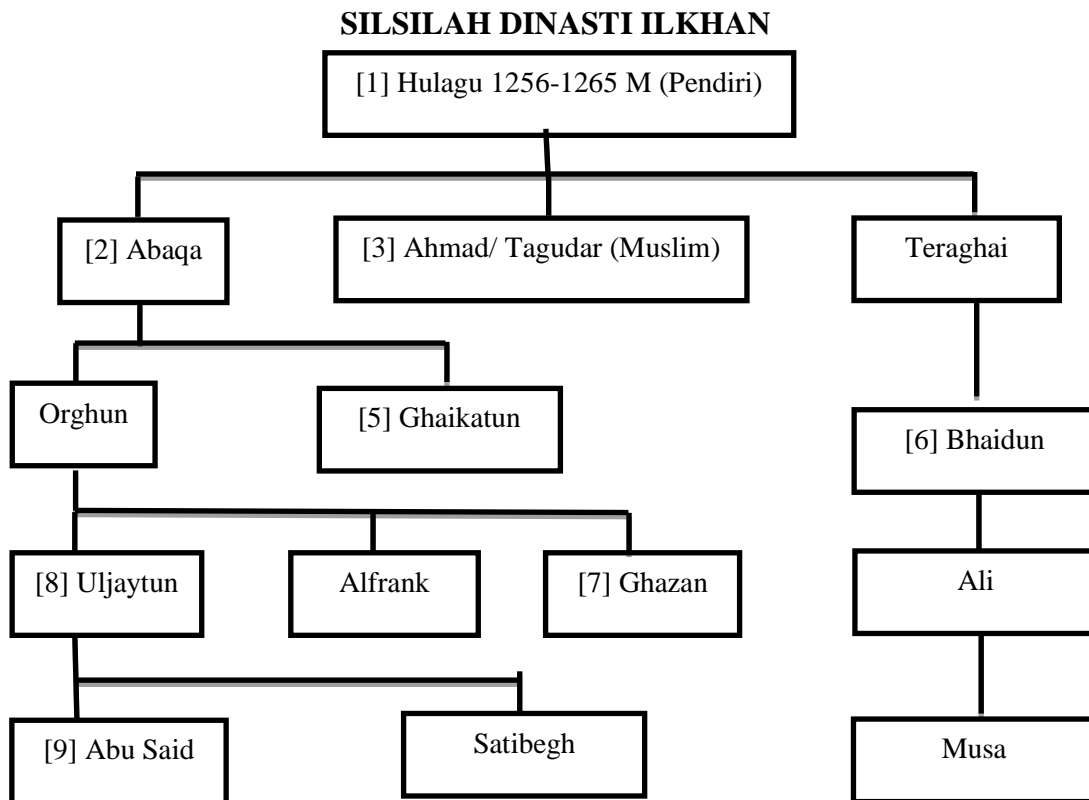 SILSILAH DINASTI ILKHAN
[1] Hulagu 1256-1265 M (Pendiri)
[2] Abaqa
[3] Ahmad/ Tagudar (Muslim)
Teraghai
Orghun
[5] Ghaikatun
[6] Bhaidun
[8] Uljaytun
Alfrank
[7] Ghazan
Ali
[9] Abu Said
Satibegh
Musa